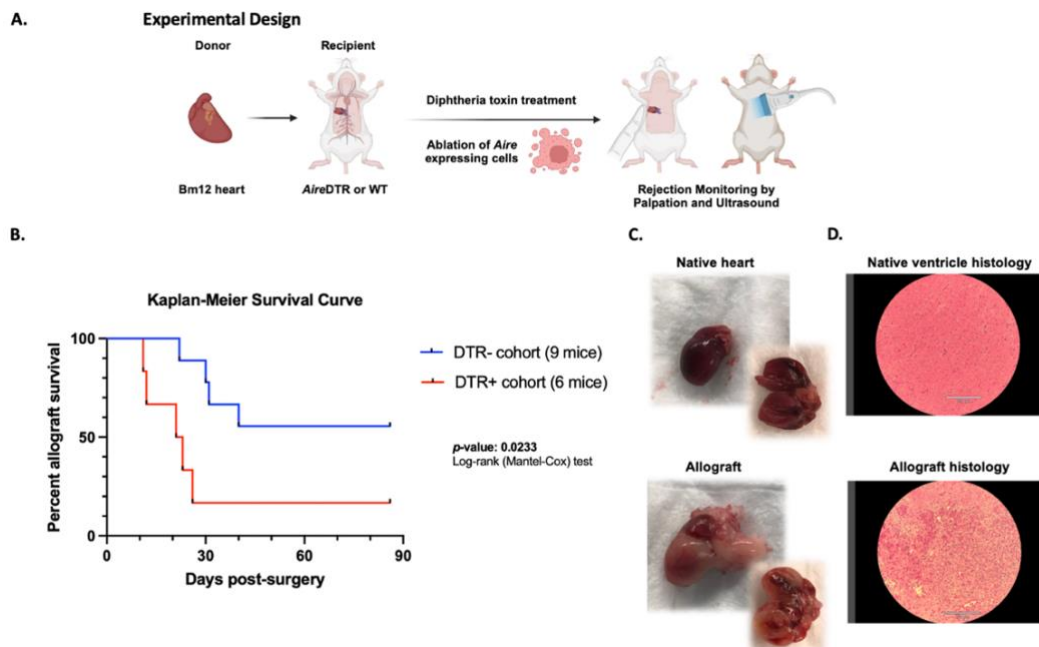 A.
Experimental Design
Donor
Recipient
Diphtheria toxin treatment
Ablation of Aire
expressing cells
Bm12 heart
AireDTR or WT
Rejection Monitoring by
Palpation and Ultrasound
B.
Kaplan-Meier Survival Curve
Percent allograft survival
100
50
0
0
30
60
90
Days post-surgery
DTR- cohort (9 mice)
DTR+ cohort (6 mice)
p-value: 0.0233
Log-rank (Mantel-Cox) test
C.
Native heart
Allograft
D.
Native ventricle histology
Allograft histology